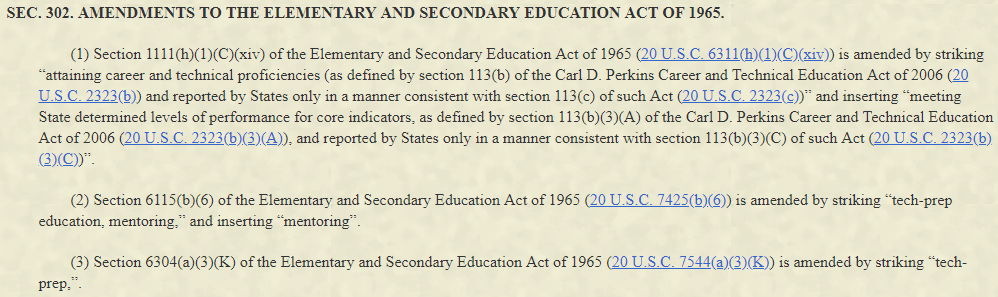 SEC. 302. AMENDMENTS TO THE ELEMENTARY AND SECONDARY EDUCATION ACT OF 1965.
(1) Section 1111(h)(1)(C)(xiv) of the Elementary and Secondary Education Act of 1965 (20 U.S.C. 6311(h)(1)(C)(xiv)) is amended by striking
“attaining career and technical proficiencies (as defined by section 113(b) of the Carl D. Perkins Career and Technical Education Act of 2006 (20
U.S.C. 2323(b)) and reported by States only in a manner consistent with section 113(c) of such Act (20 U.S.C. 2323(c))” and inserting “meeting
State determined levels of performance for core indicators, as defined by section 113(b)(3)(A) of the Carl D. Perkins Career and Technical Education
Act of 2006 (20 U.S.C. 2323(b)(3)(A)), and reported by States only in a manner consistent with section 113(b)(3)(C) of such Act (20 U.S.C. 2323(b)
(3)(C))”.
(2) Section 6115(b)(6) of the Elementary and Secondary Education Act of 1965 (20 U.S.C. 7425(b)(6)) is amended by striking “tech-prep
education, mentoring,” and inserting “mentoring”.
(3) Section 6304(a)(3)(K) of the Elementary and Secondary Education Act of 1965 (20 U.S.C. 7544(a)(3)(K)) is amended by striking “tech-
prep,”.